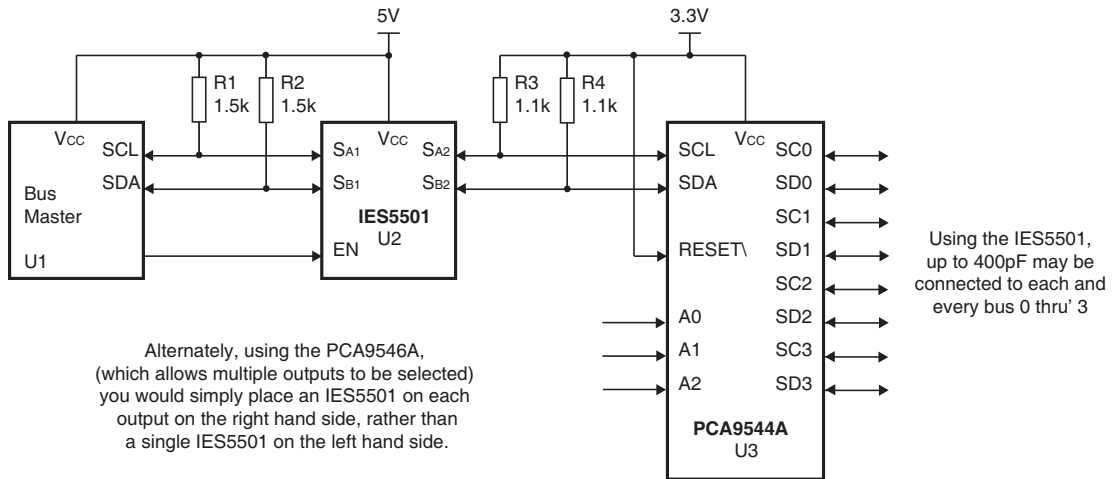 5V
3.3V
R1
1.5k
R2
1.5k
R3
1.1k
R4
1.1k
VCC
SCL
SDA
Bus
Master
U1
VCC
SA1
SA2
SB1
SB2
IES5501
U2
EN
VCC
SCL
SC0
SDA
SD0
SC1
RESET\
SD1
SC2
A0
SD2
A1
SC3
A2
SD3
PCA9544A
U3
Using the IES5501,
up to 400pF may be
connected to each and
every bus 0 thru' 3
Alternately, using the PCA9546A,
(which allows multiple outputs to be selected)
you would simply place an IES5501 on each
output on the right hand side, rather than
a single IES5501 on the left hand side.